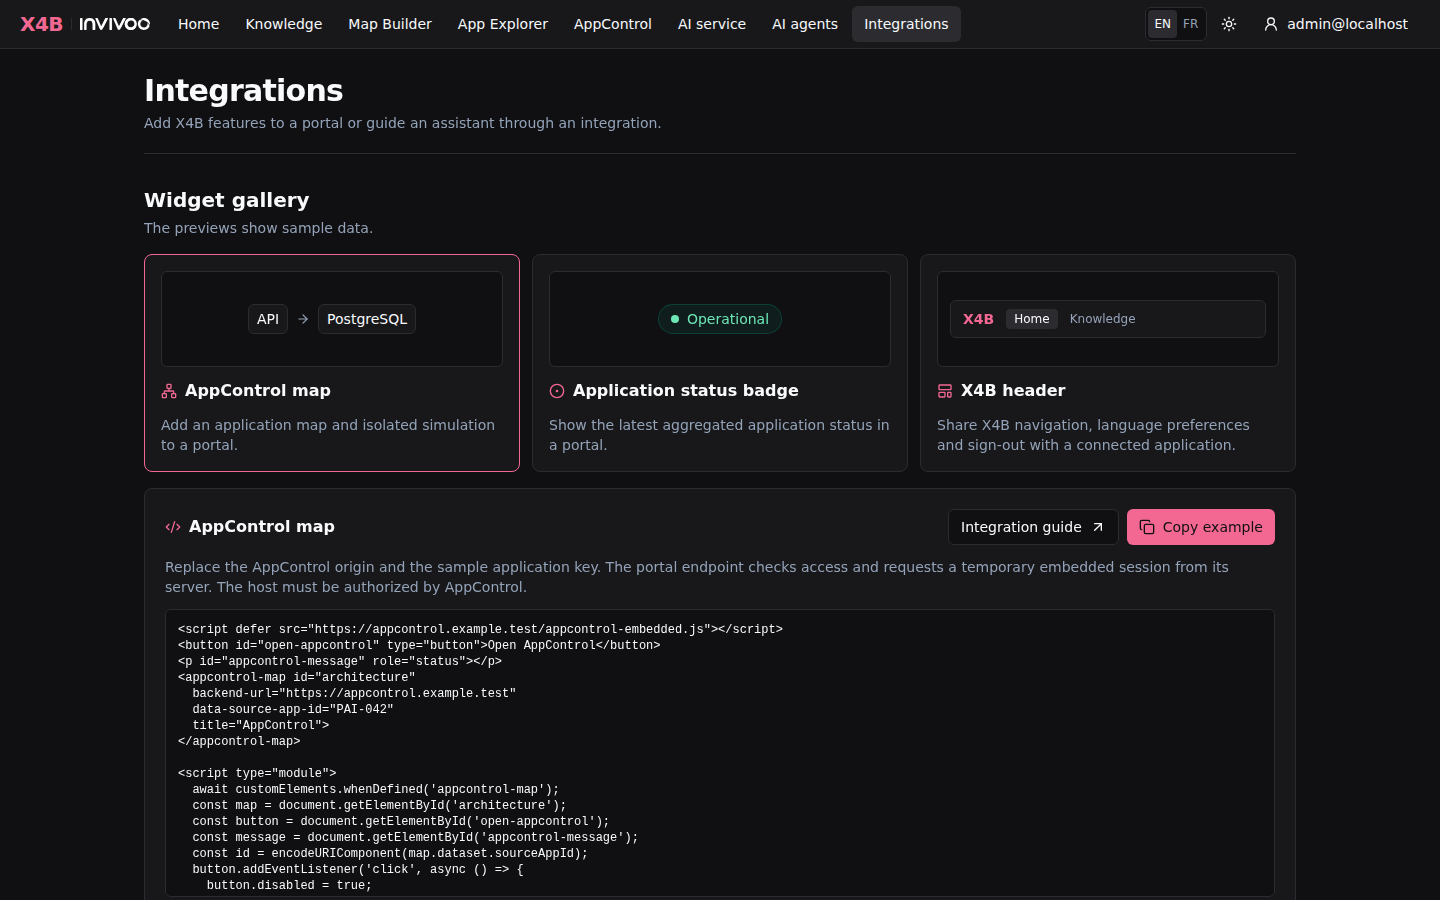 X4B INVIVOO Home Knowledge Map Builder App Explorer AppControl AI service AI agents Integrations EN FR admin@localhost
Integrations
Add X4B features to a portal or guide an assistant through an integration.
Widget gallery
The previews show sample data.
API PostgreSQL
AppControl map
Add an application map and isolated simulation
to a portal.
Operational
Application status badge
Show the latest aggregated application status in
a portal.
X4B Home Knowledge
X4B header
Share X4B navigation, language preferences
and sign-out with a connected application.
AppControl map
Integration guide
Copy example
Replace the AppControl origin and the sample application key. The portal endpoint checks access and requests a temporary embedded session from its
server. The host must be authorized by AppControl.
<script defer src="https://appcontrol.example.test/appcontrol-embedded.js"></script>
<button id="open-appcontrol" type="button">Open AppControl</button>
<p id="appcontrol-message" role="status"></p>
<appcontrol-map id="architecture"
  backend-url="https://appcontrol.example.test"
  data-source-app-id="PAI-042"
  title="AppControl">
</appcontrol-map>
<script type="module">
  await customElements.whenDefined('appcontrol-map');
  const map = document.getElementById('architecture');
  const button = document.getElementById('open-appcontrol');
  const message = document.getElementById('appcontrol-message');
  const id = encodeURIComponent(map.dataset.sourceAppId);
  button.addEventListener('click', async () => {
    button.disabled = true;